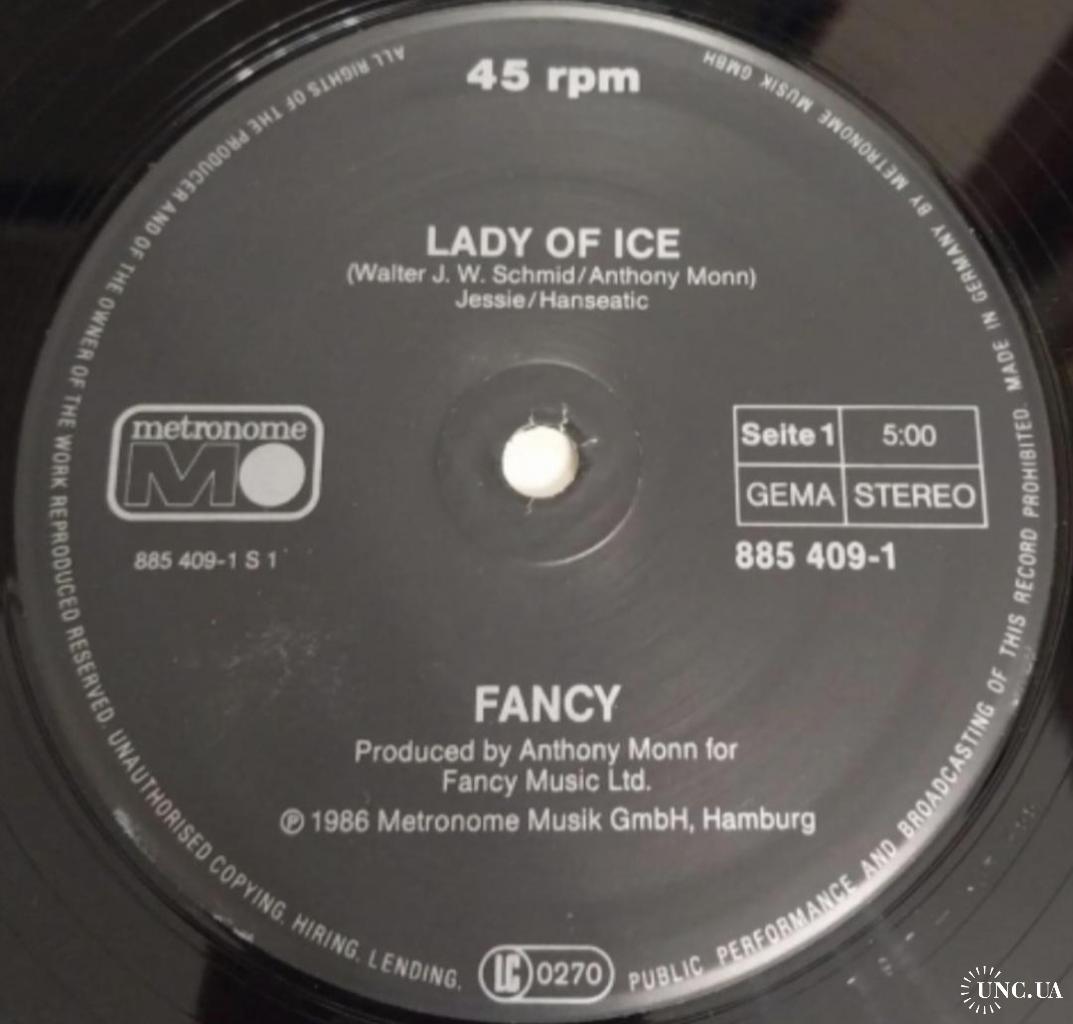 45 rpm
LADY OF ICE
(Walter J. W. Schmid/Anthony Monn)
Jessie/Hanseatic
metronome
MO
885 409-1 S 1
Seite 1
5:00
GEMA
STEREO
885 409-1
FANCY
Produced by Anthony Monn for
Fancy Music Ltd.
℗ 1986 Metronome Musik GmbH, Hamburg
ALL RIGHTS OF THE PRODUCER AND OF THE OWNER OF THE WORK REPRODUCED RESERVED. UNAUTHORISED COPYING, HIRING, LENDING, PUBLIC PERFORMANCE AND BROADCASTING OF THIS RECORD PROHIBITED. MADE IN GERMANY BY METRONOME MUSIK GMBH
LC 0270
UNC.UA